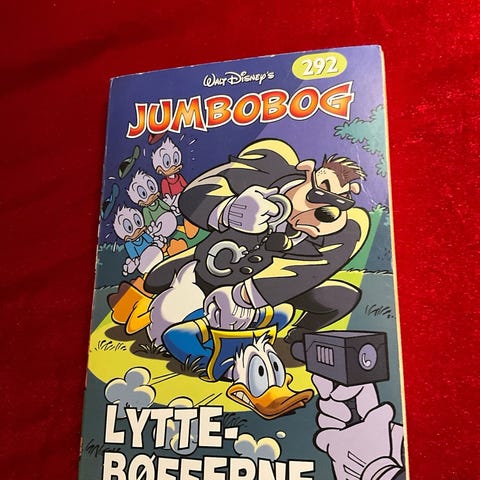 WALT DISNEY'S
292
JUMBOBOG
LYTTE-
BØFFERNE